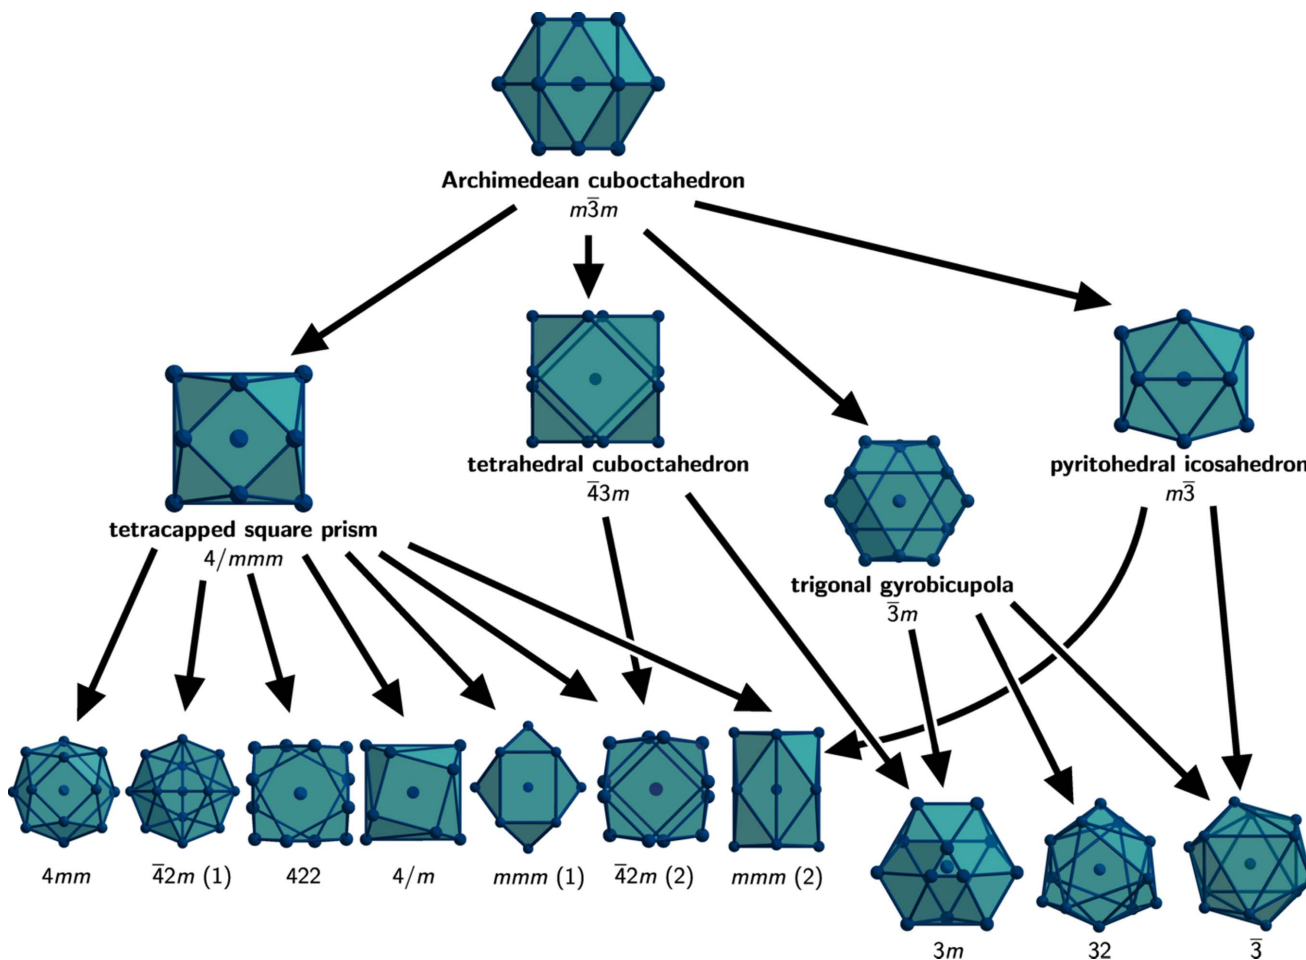 Archimedean cuboctahedron
m3̅m
tetrahedral cuboctahedron
4̅3m
pyritohedral icosahedron
m3̅
tetracapped square prism
4/mmm
trigonal gyrobicupola
3̅m
4mm
4̅2m (1)
422
4/m
mmm (1)
4̅2m (2)
mmm (2)
3m
32
3̅